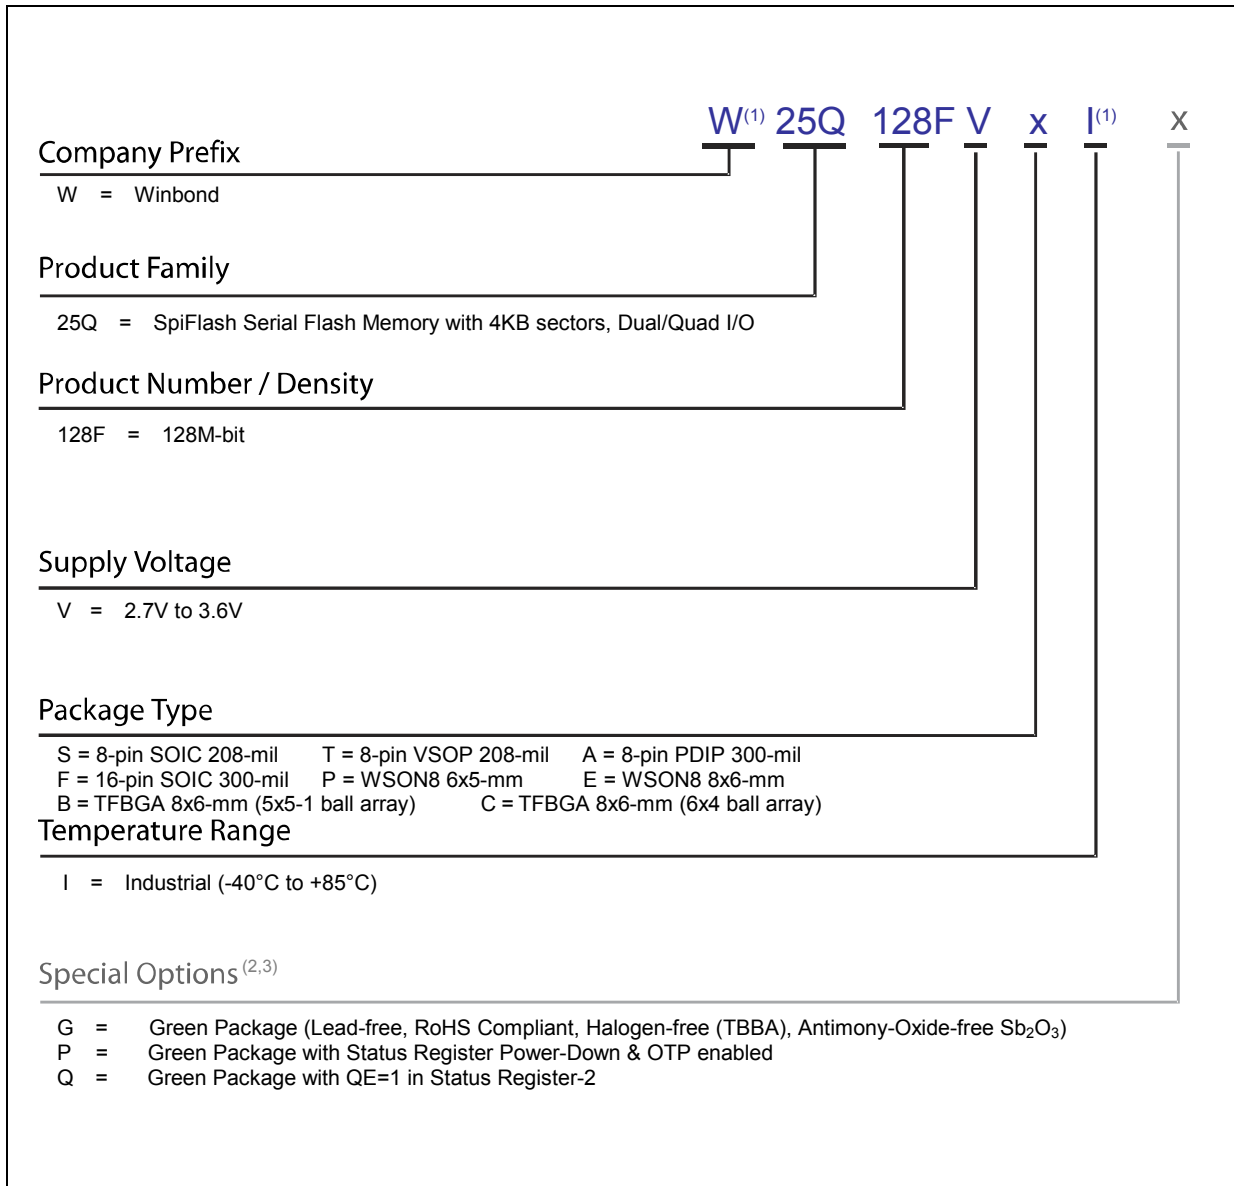 W(1) 25Q 128F V x I(1) x
Company Prefix
W = Winbond
Product Family
25Q = SpiFlash Serial Flash Memory with 4KB sectors, Dual/Quad I/O
Product Number / Density
128F = 128M-bit
Supply Voltage
V = 2.7V to 3.6V
Package Type
S = 8-pin SOIC 208-mil T = 8-pin VSOP 208-mil A = 8-pin PDIP 300-mil
F = 16-pin SOIC 300-mil P = WSON8 6x5-mm E = WSON8 8x6-mm
B = TFBGA 8x6-mm (5x5-1 ball array) C = TFBGA 8x6-mm (6x4 ball array)
Temperature Range
I = Industrial (-40°C to +85°C)
Special Options (2,3)
G = Green Package (Lead-free, RoHS Compliant, Halogen-free (TBBA), Antimony-Oxide-free Sb₂O₃)
P = Green Package with Status Register Power-Down & OTP enabled
Q = Green Package with QE=1 in Status Register-2